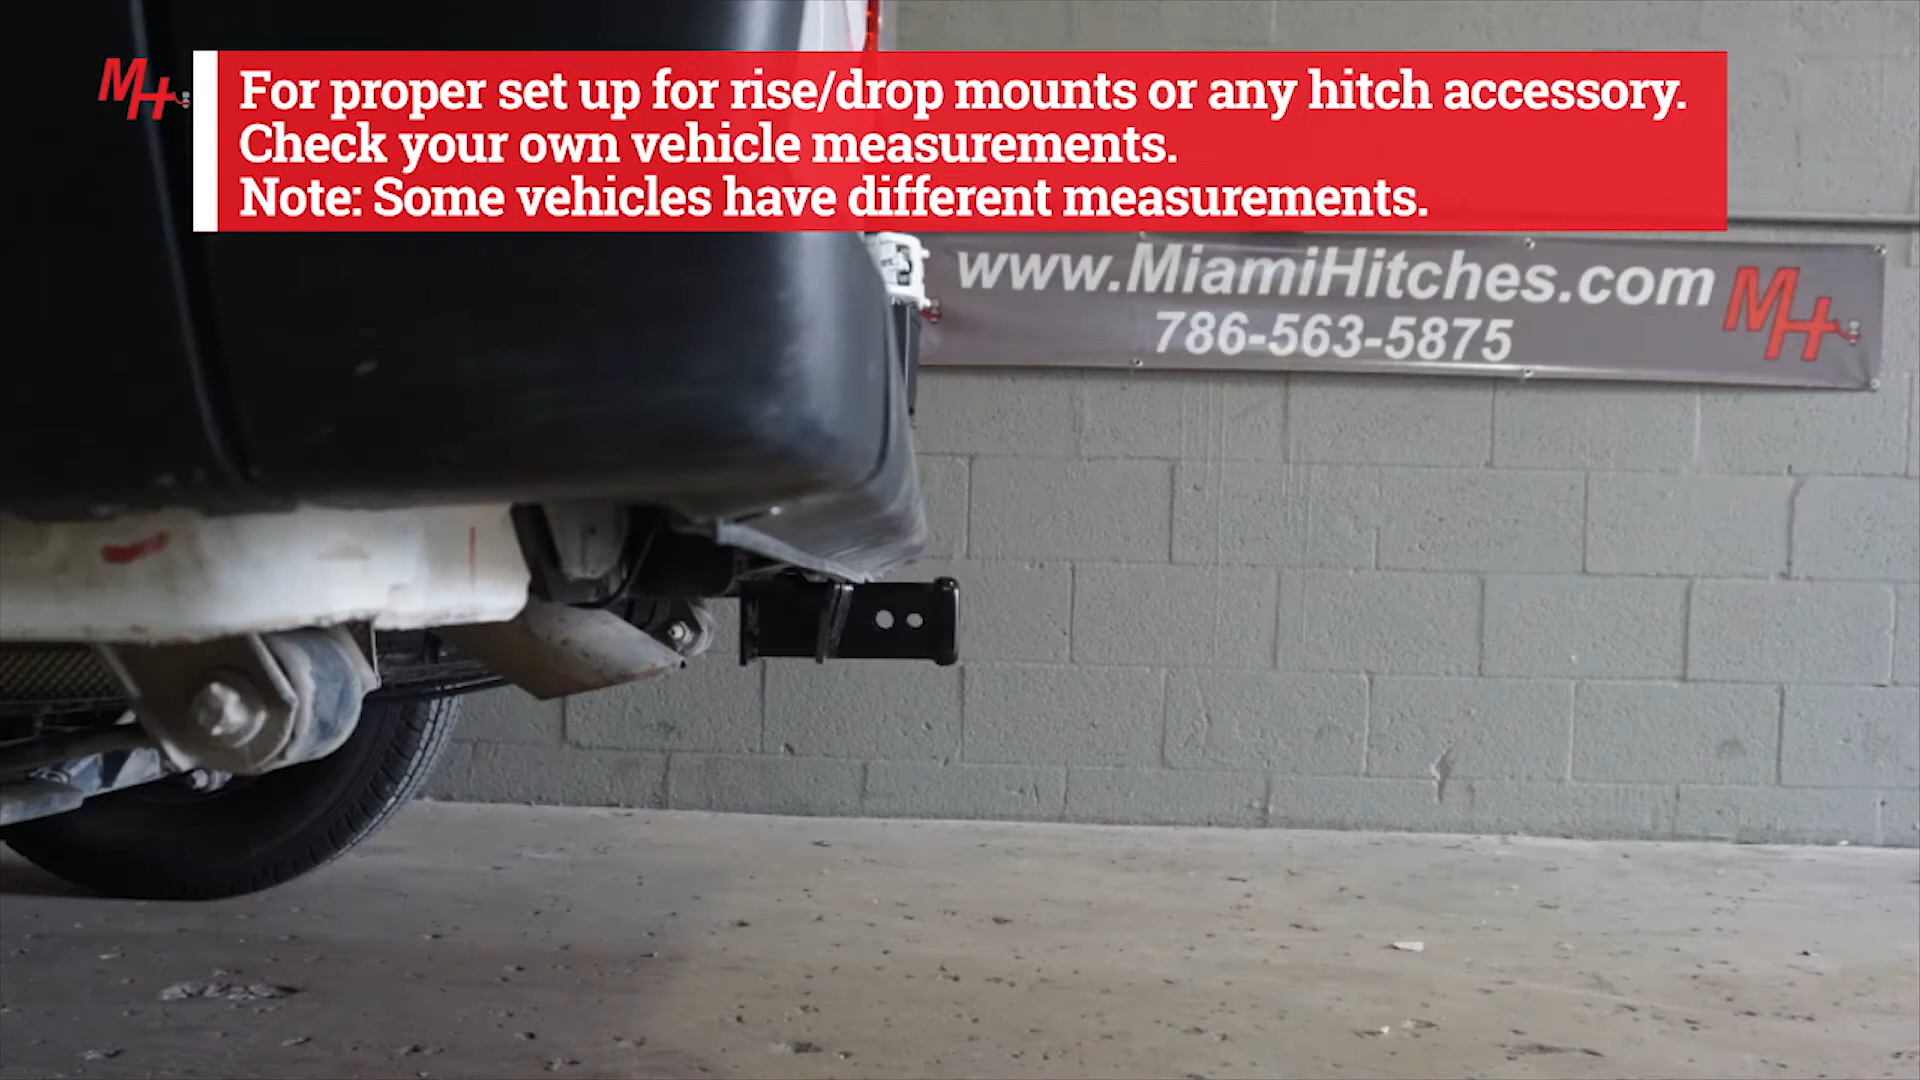 MH
For proper set up for rise/drop mounts or any hitch accessory.
Check your own vehicle measurements.
Note: Some vehicles have different measurements.
www.MiamiHitches.com MH
786-563-5875